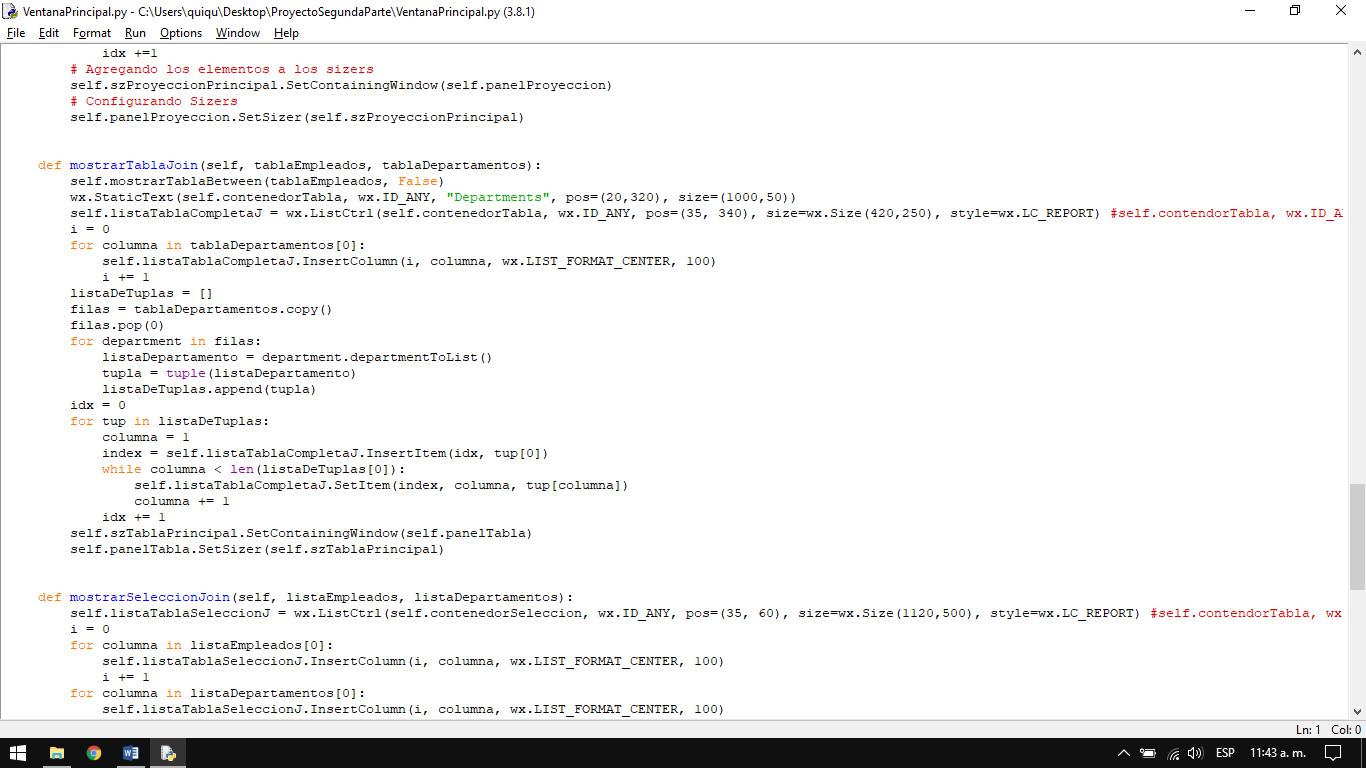 VentanaPrincipal.py - C:\Users\quiqu\Desktop\ProyectoSegundaParte\VentanaPrincipal.py (3.8.1)
File Edit Format Run Options Window Help
            idx +=1
        # Agregando los elementos a los sizers
        self.szProyeccionPrincipal.SetContainingWindow(self.panelProyeccion)
        # Configurando Sizers
        self.panelProyeccion.SetSizer(self.szProyeccionPrincipal)
    def mostrarTablaJoin(self, tablaEmpleados, tablaDepartamentos):
        self.mostrarTablaBetween(tablaEmpleados, False)
        wx.StaticText(self.contenedorTabla, wx.ID_ANY, "Departments", pos=(20,320), size=(1000,50))
        self.listaTablaCompletaJ = wx.ListCtrl(self.contenedorTabla, wx.ID_ANY, pos=(35, 340), size=wx.Size(420,250), style=wx.LC_REPORT) #self.contendorTabla, wx.ID_A
        i = 0
        for columna in tablaDepartamentos[0]:
            self.listaTablaCompletaJ.InsertColumn(i, columna, wx.LIST_FORMAT_CENTER, 100)
            i += 1
        listaDeTuplas = []
        filas = tablaDepartamentos.copy()
        filas.pop(0)
        for department in filas:
            listaDepartamento = department.departmentToList()
            tupla = tuple(listaDepartamento)
            listaDeTuplas.append(tupla)
        idx = 0
        for tup in listaDeTuplas:
            columna = 1
            index = self.listaTablaCompletaJ.InsertItem(idx, tup[0])
            while columna < len(listaDeTuplas[0]):
                self.listaTablaCompletaJ.SetItem(index, columna, tup[columna])
                columna += 1
            idx += 1
        self.szTablaPrincipal.SetContainingWindow(self.panelTabla)
        self.panelTabla.SetSizer(self.szTablaPrincipal)
    def mostrarSeleccionJoin(self, listaEmpleados, listaDepartamentos):
        self.listaTablaSeleccionJ = wx.ListCtrl(self.contenedorSeleccion, wx.ID_ANY, pos=(35, 60), size=wx.Size(1120,500), style=wx.LC_REPORT) #self.contendorTabla, wx
        i = 0
        for columna in listaEmpleados[0]:
            self.listaTablaSeleccionJ.InsertColumn(i, columna, wx.LIST_FORMAT_CENTER, 100)
            i += 1
        for columna in listaDepartamentos[0]:
            self.listaTablaSeleccionJ.InsertColumn(i, columna, wx.LIST_FORMAT_CENTER, 100)
Ln: 1 Col: 0
ESP 11:43 a. m.